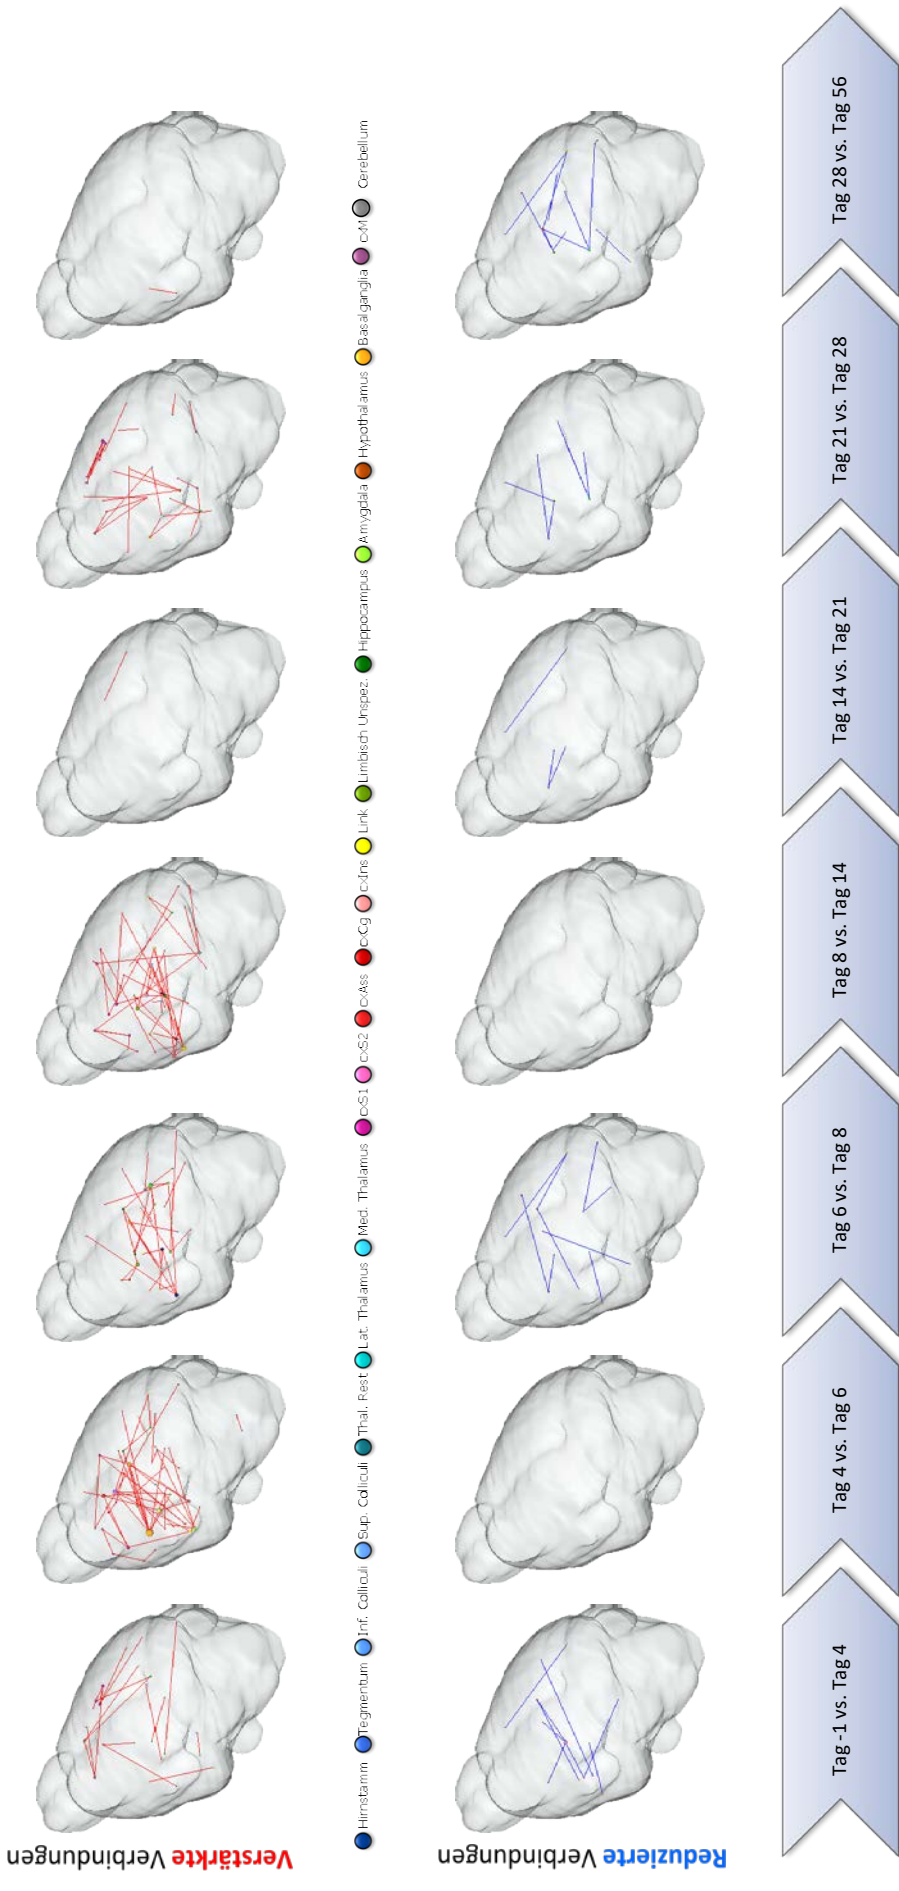 Verstärkte Verbindungen
Hirnstamm Tegmentum Inf. Colliculi Sup. Colliculi Thal. Rest Lat. Thalamus Med. Thalamus cxS1 cxS2 cxAss cxCg cxIns Link Limbisch Unspez. Hippocampus Amygdala Hypothalamus Basalganglia cxM Cerebellum
Reduzierte Verbindungen
Tag -1 vs. Tag 4
Tag 4 vs. Tag 6
Tag 6 vs. Tag 8
Tag 8 vs. Tag 14
Tag 14 vs. Tag 21
Tag 21 vs. Tag 28
Tag 28 vs. Tag 56